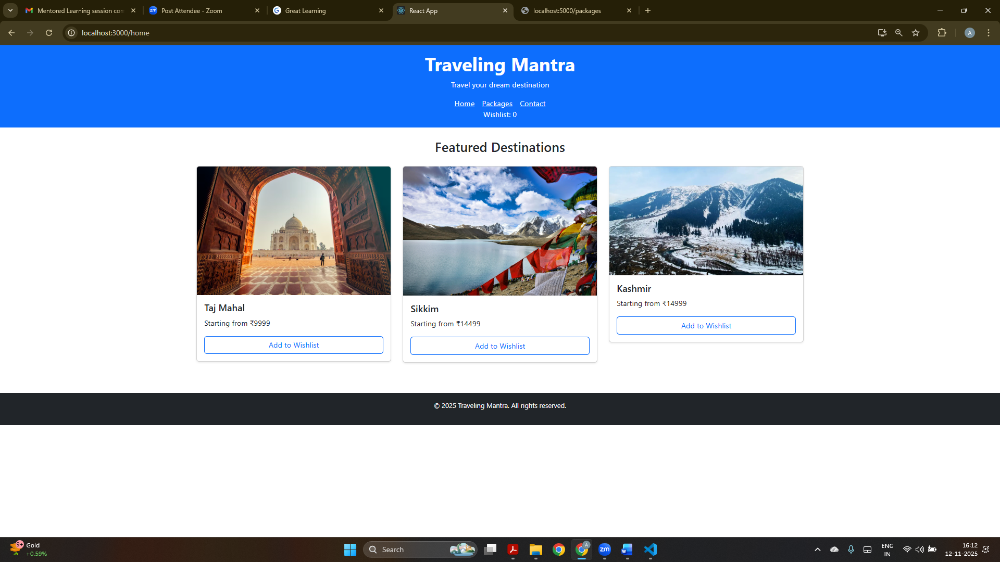 Mentored Learning session con
Post Attendee - Zoom
Great Learning
React App
localhost:5000/packages
localhost:3000/home
A
Traveling Mantra
Travel your dream destination
Home Packages Contact
Wishlist: 0
Featured Destinations
Taj Mahal
Starting from ₹9999
Add to Wishlist
Sikkim
Starting from ₹14499
Add to Wishlist
Kashmir
Starting from ₹14999
Add to Wishlist
© 2025 Traveling Mantra. All rights reserved.
9+
Gold
+0.59%
Search
A
zm
W
ENG
IN
16:12
12-11-2025